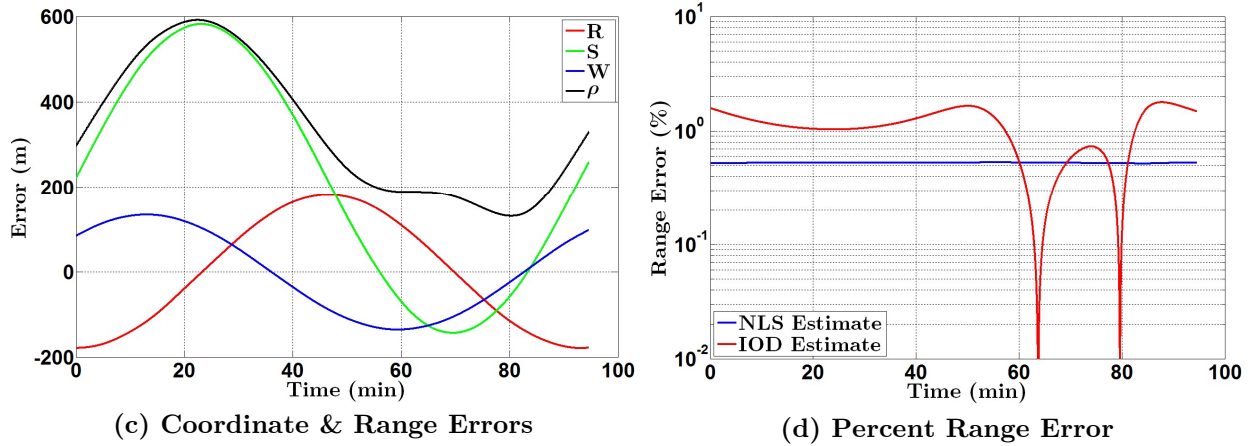 600
400
200
0
-200
0
20
40
60
80
100
Error (m)
Time (min)
R
S
W
ρ
(c) Coordinate & Range Errors
10^1
10^0
10^-1
10^-2
0
20
40
60
80
100
Range Error (%)
Time (min)
NLS Estimate
IOD Estimate
(d) Percent Range Error